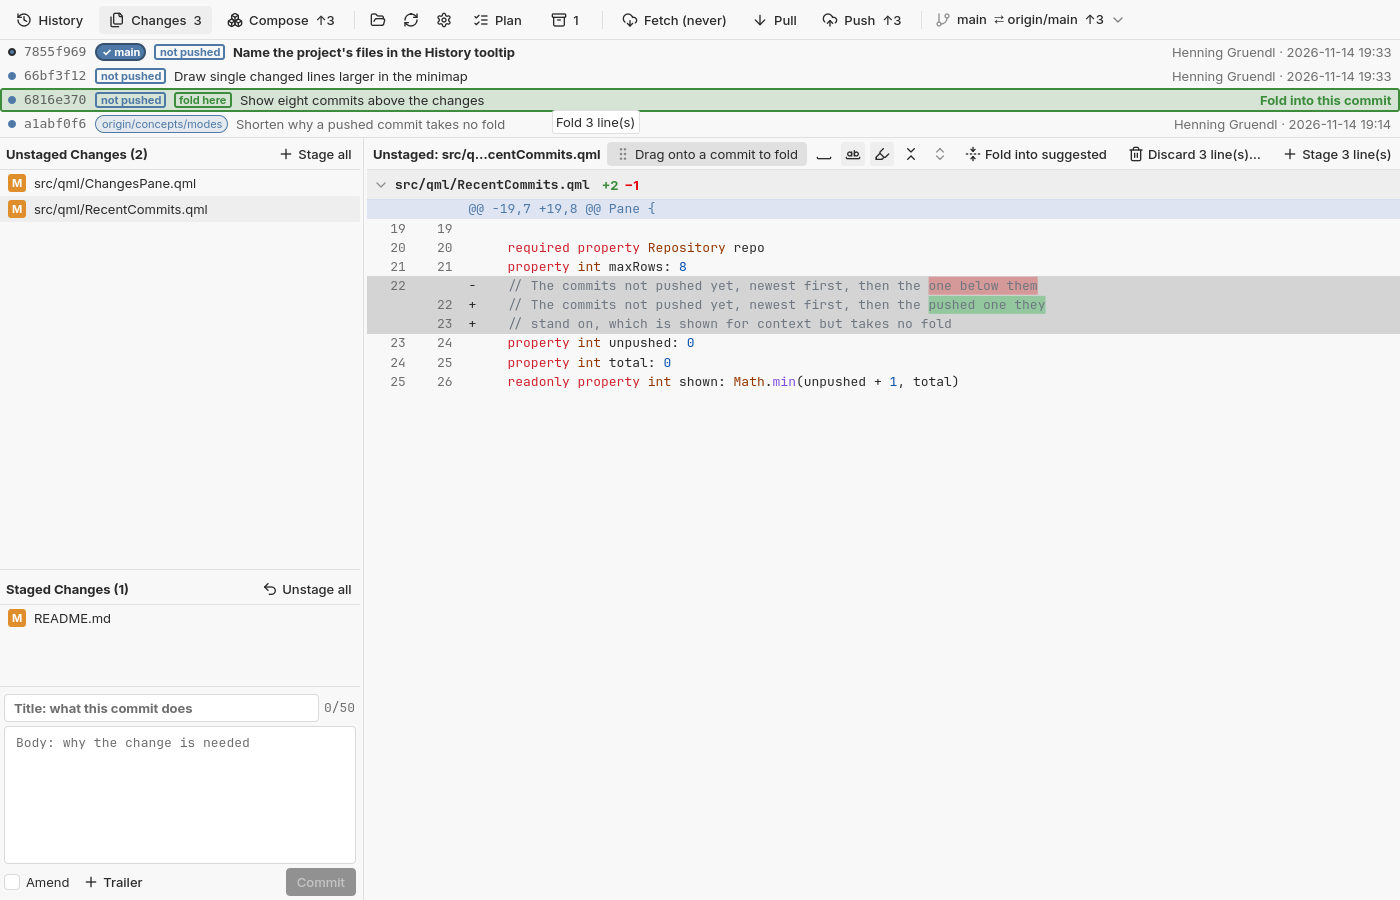 History Changes 3 Compose ↑3 Plan 1 Fetch (never) Pull Push ↑3 main ⇄ origin/main ↑3
7855f969 ✓ main not pushed Name the project's files in the History tooltip Henning Gruendl · 2026-11-14 19:33
66bf3f12 not pushed Draw single changed lines larger in the minimap Henning Gruendl · 2026-11-14 19:33
6816e370 not pushed fold here Show eight commits above the changes Fold into this commit
a1abf0f6 origin/concepts/modes Shorten why a pushed commit takes no fold Henning Gruendl · 2026-11-14 19:14
Fold 3 line(s)
Unstaged Changes (2) Stage all
M src/qml/ChangesPane.qml
M src/qml/RecentCommits.qml
Staged Changes (1) Unstage all
M README.md
Title: what this commit does 0/50
Body: why the change is needed
Amend + Trailer Commit
Unstaged: src/q...centCommits.qml Drag onto a commit to fold ab Fold into suggested Discard 3 line(s)... + Stage 3 line(s)
src/qml/RecentCommits.qml +2 −1
@@ -19,7 +19,8 @@ Pane {
19 19
20 20 required property Repository repo
21 21 property int maxRows: 8
22 - // The commits not pushed yet, newest first, then the one below them
22 + // The commits not pushed yet, newest first, then the pushed one they
23 + // stand on, which is shown for context but takes no fold
23 24 property int unpushed: 0
24 25 property int total: 0
25 26 readonly property int shown: Math.min(unpushed + 1, total)